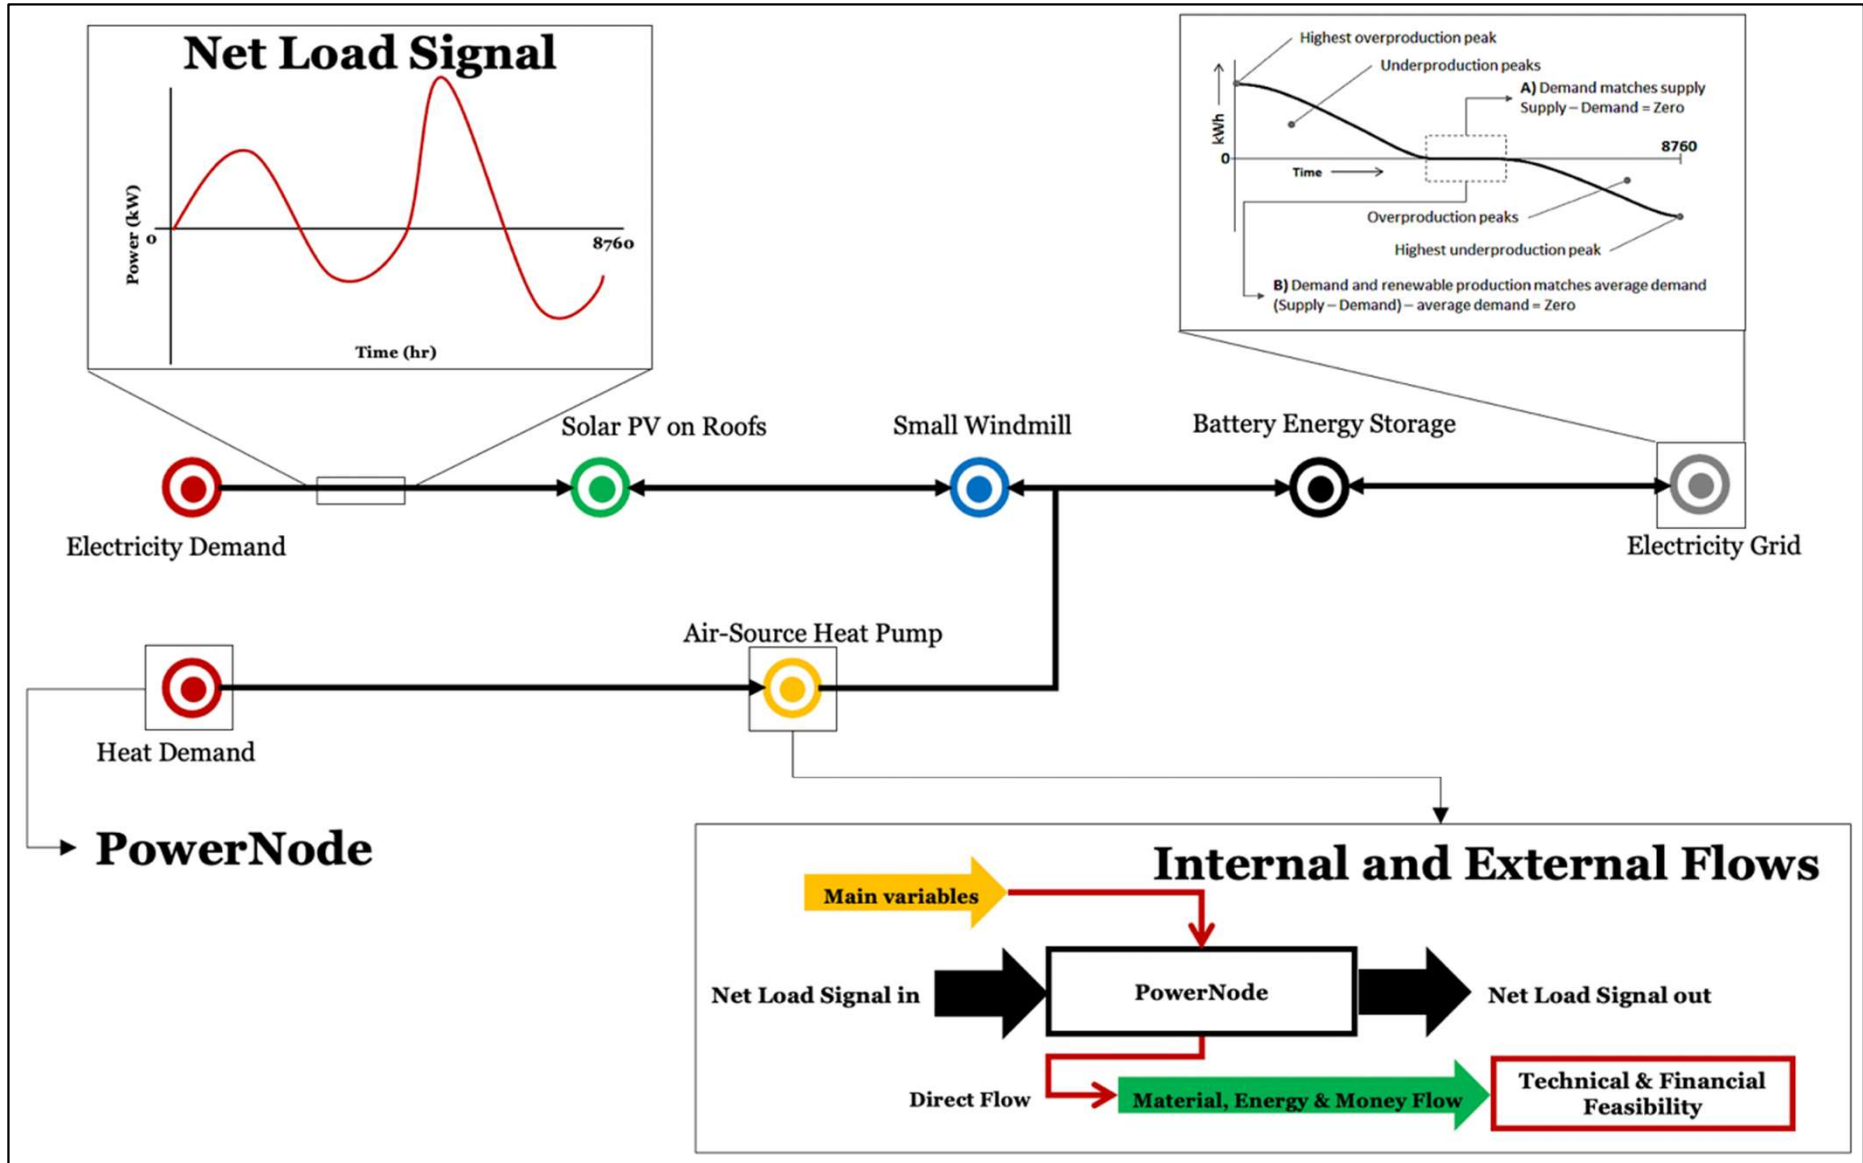 Net Load Signal
Power (kW)
0
8760
Time (hr)
Highest overproduction peak
Underproduction peaks
A) Demand matches supply
Supply – Demand = Zero
kWh
8760
0
Time
Overproduction peaks
Highest underproduction peak
B) Demand and renewable production matches average demand
(Supply – Demand) – average demand = Zero
Solar PV on Roofs
Small Windmill
Battery Energy Storage
Electricity Demand
Electricity Grid
Air-Source Heat Pump
Heat Demand
PowerNode
Internal and External Flows
Main variables
Net Load Signal in
PowerNode
Net Load Signal out
Direct Flow
Material, Energy & Money Flow
Technical & Financial
Feasibility